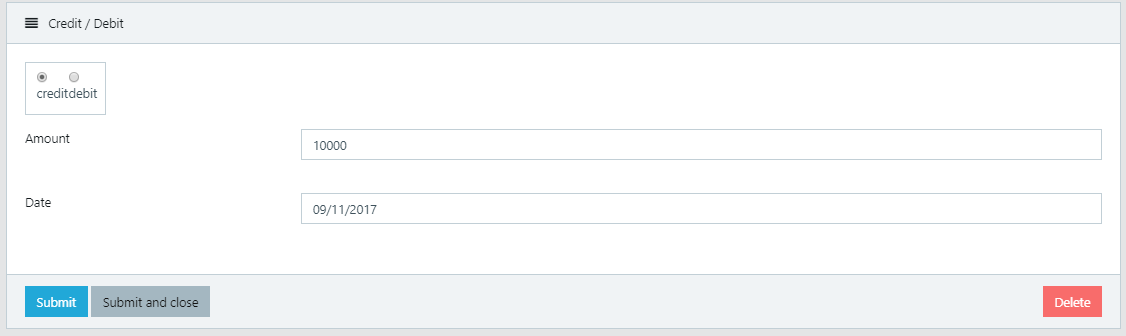 Credit / Debit
creditdebit
Amount
10000
Date
09/11/2017
Submit Submit and close Delete